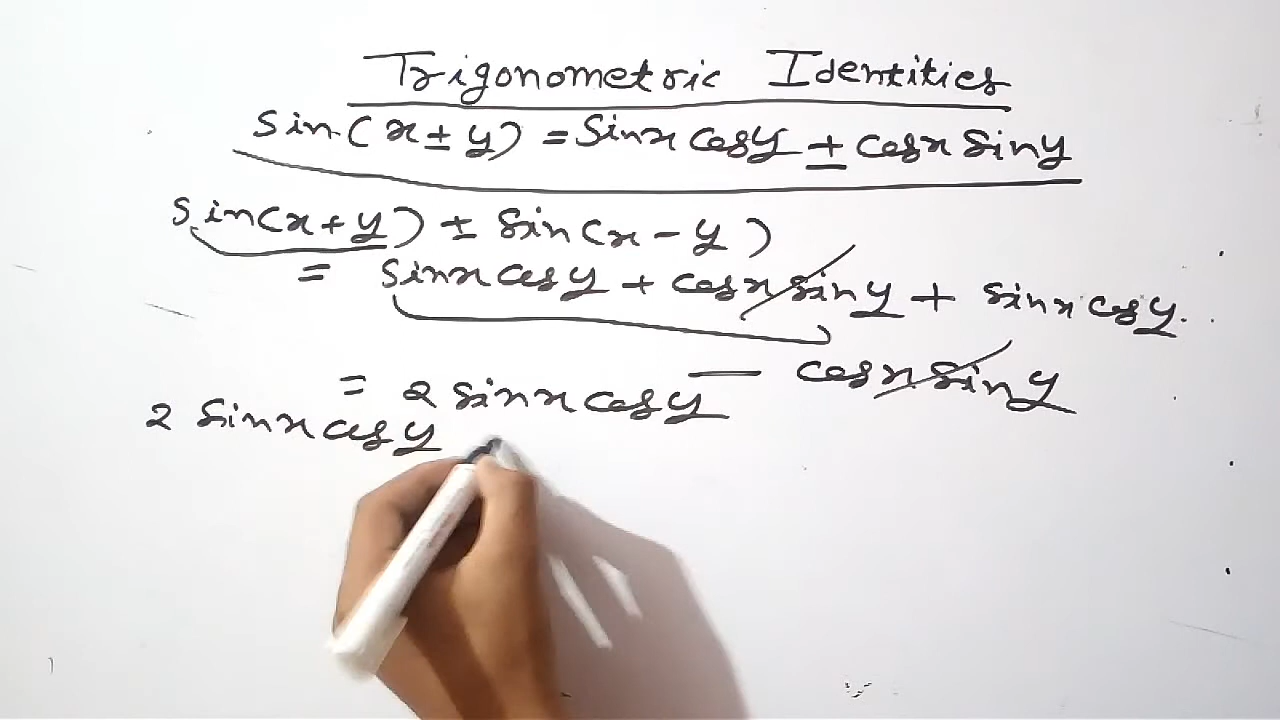 Trigonometric Identities
sin(x ± y) = sinx cosy ± cosx siny
sin(x + y) ± sin(x - y)
= sinx cosy + cosx siny + sinx cosy
- cosx siny
= 2 sinx cosy
2 sinx cosy